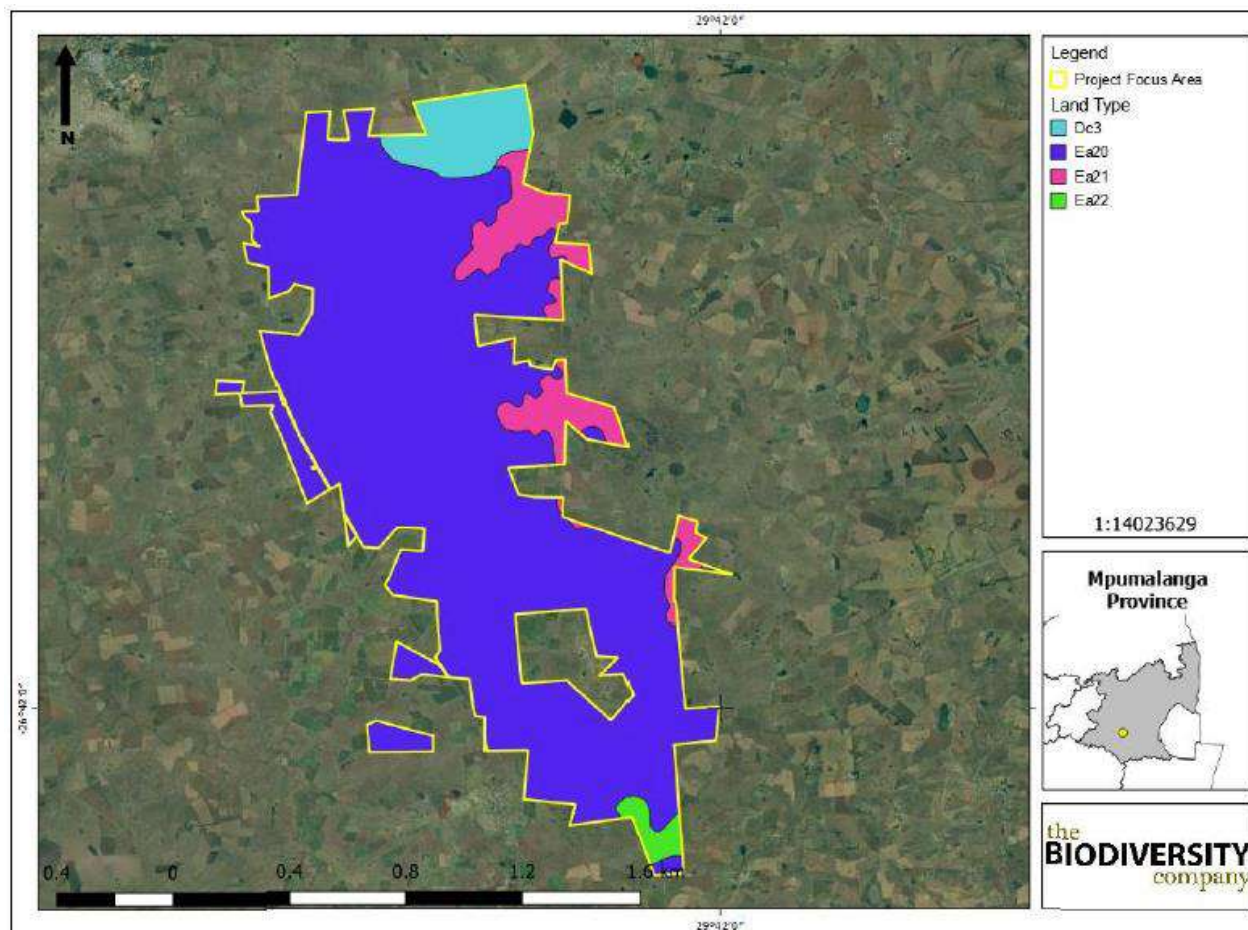 29°42'0"
N
-26°42'0"
0.4 0 0.4 0.8 1.2 1.6 km
29°42'0"
Legend
Project Focus Area
Land Type
Dc3
Ea20
Ea21
Ea22
1:14023629
Mpumalanga
Province
the
BIODIVERSITY
company